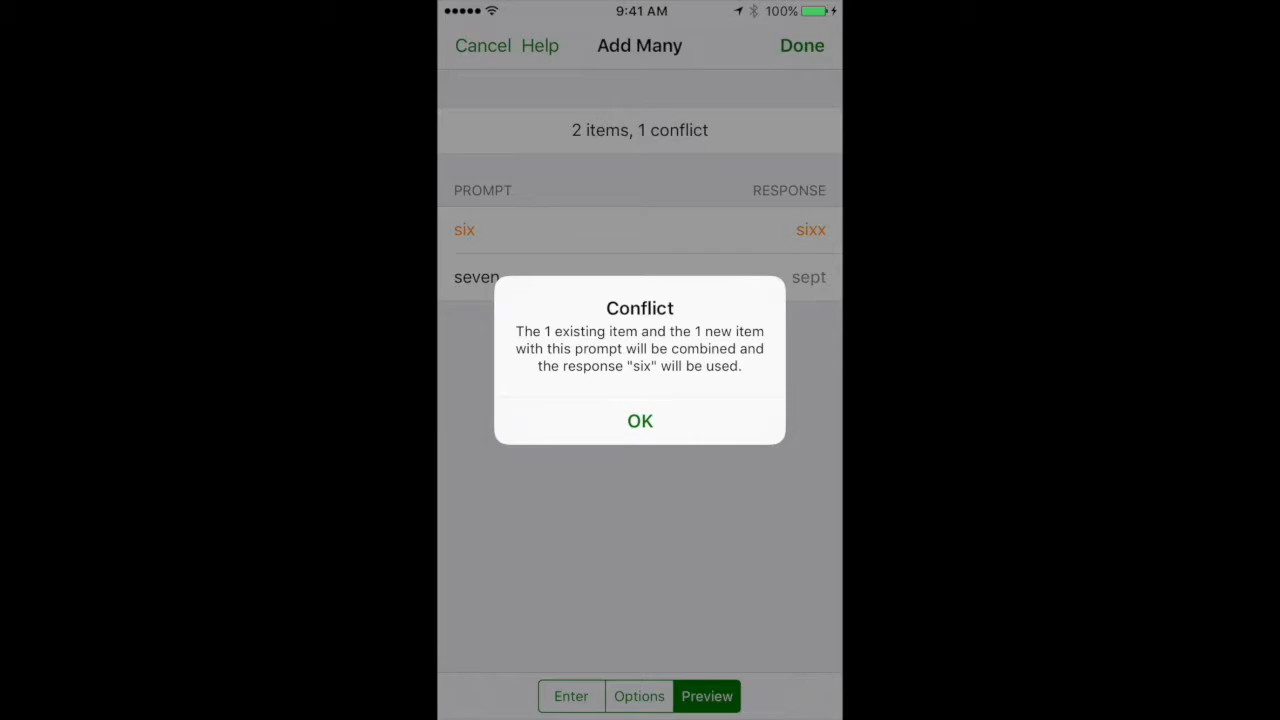 9:41 AM 100%
Cancel Help Add Many Done
2 items, 1 conflict
PROMPT RESPONSE
six sixx
seven sept
Conflict
The 1 existing item and the 1 new item
with this prompt will be combined and
the response "six" will be used.
OK
Enter Options Preview